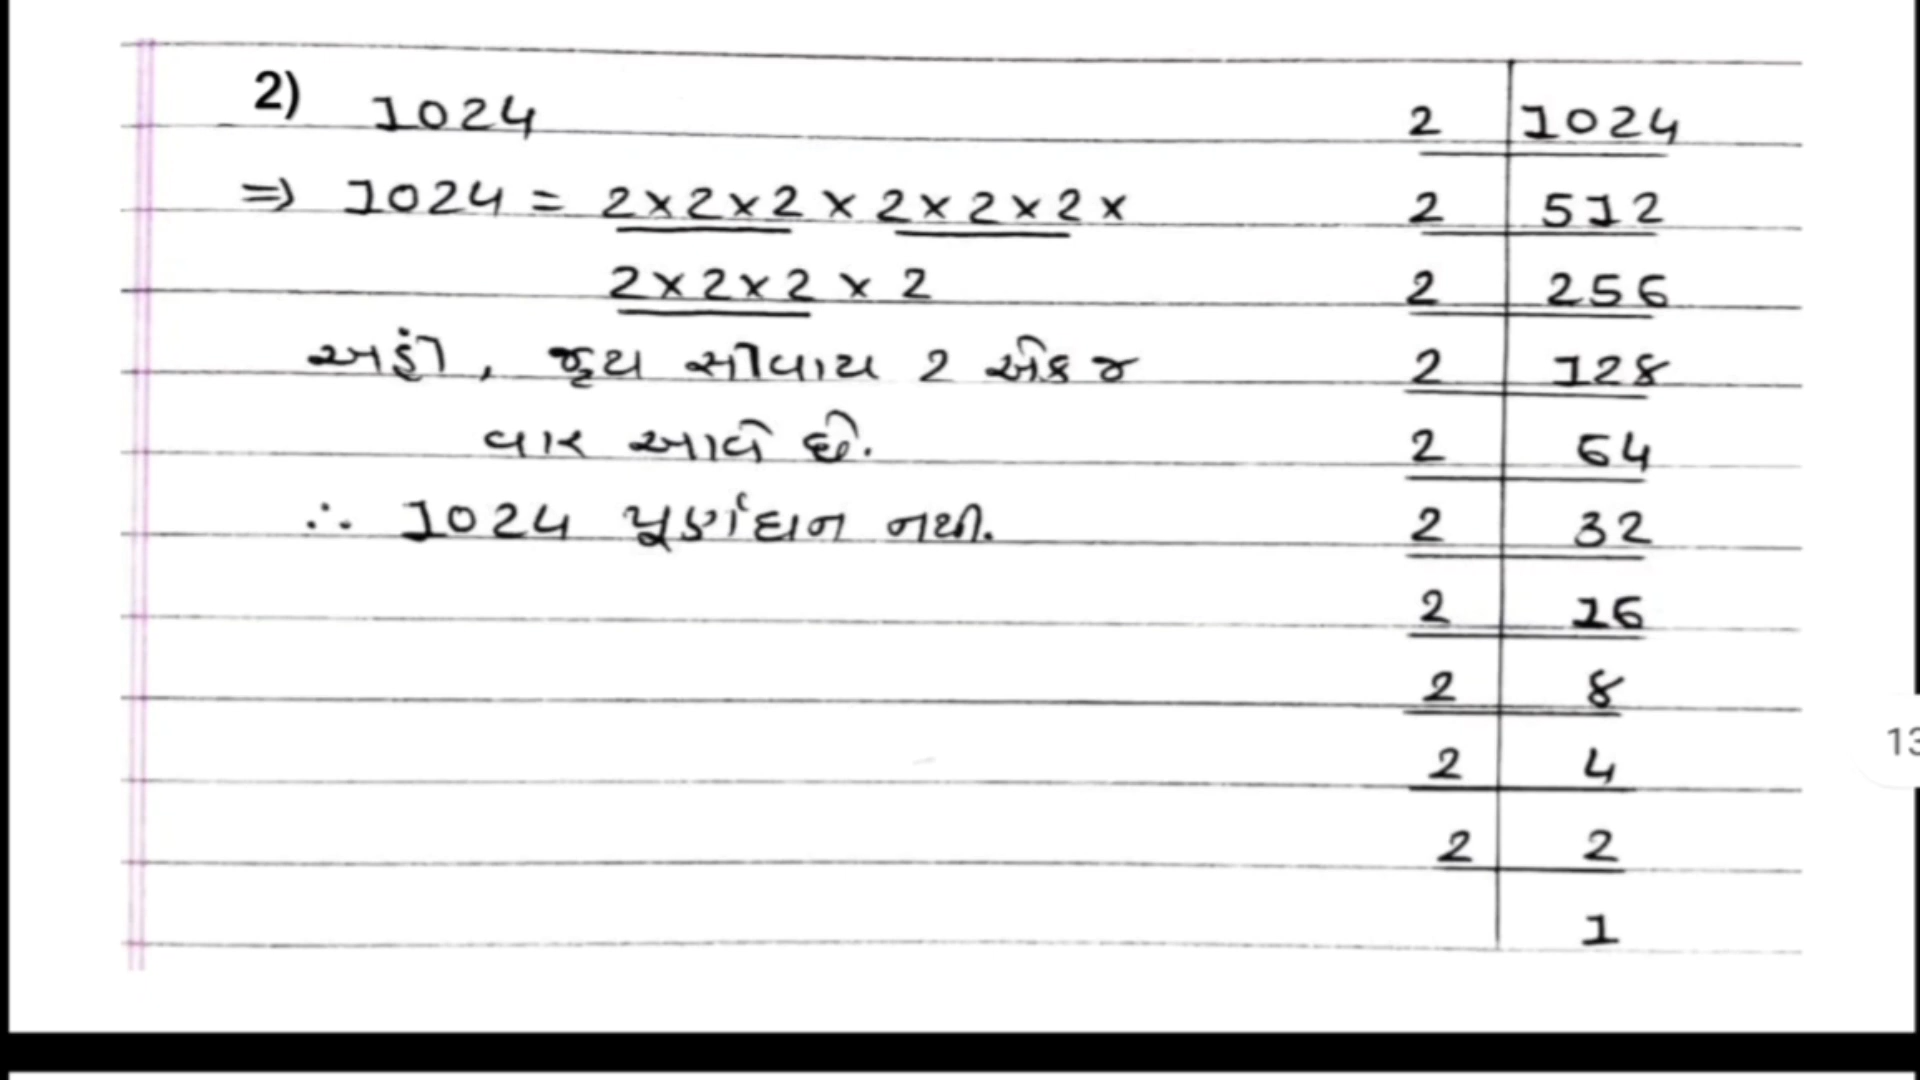 2) 1024
⇒ 1024 = 2×2×2 × 2×2×2 ×
2×2×2 × 2
અહીં, જૂથ સીવાય 2 એક જ
વાર આવે છે.
∴ 1024 પૂર્ણઘન નથી.
2 | 1024
2 | 512
2 | 256
2 | 128
2 | 64
2 | 32
2 | 16
2 | 8
2 | 4
2 | 2
1
13